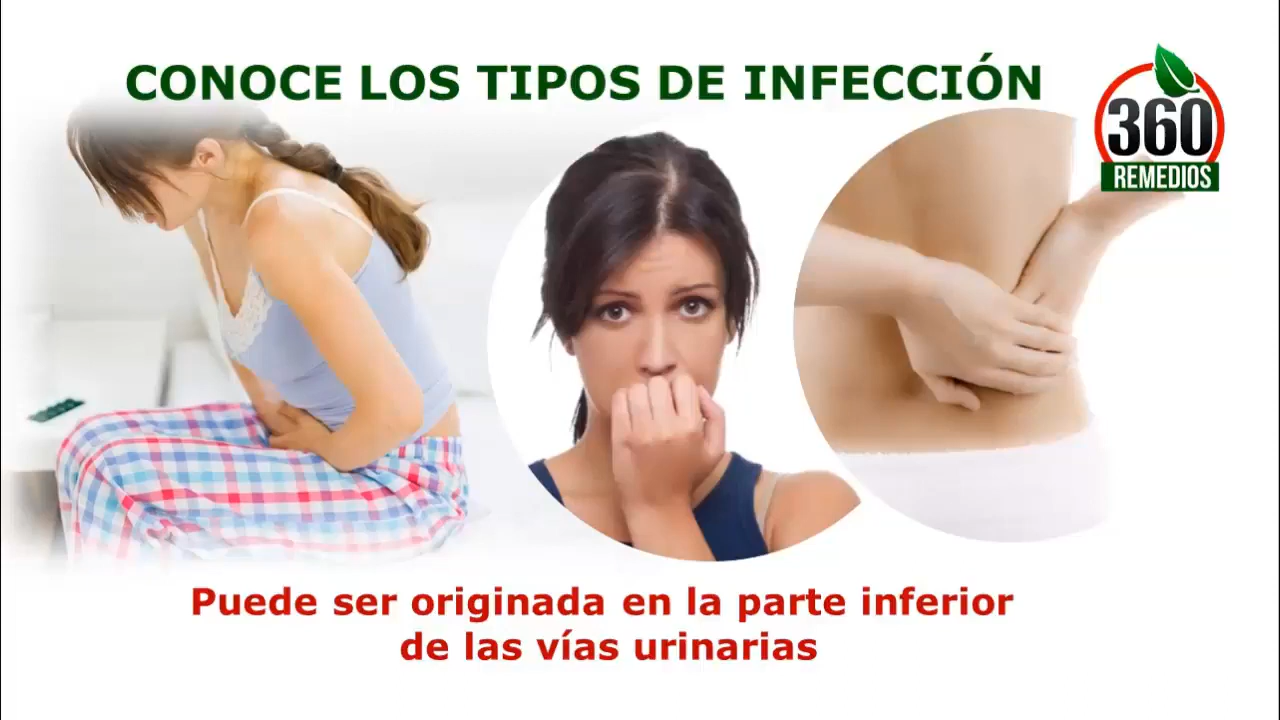 CONOCE LOS TIPOS DE INFECCIÓN
360
REMEDIOS
Puede ser originada en la parte inferior
de las vías urinarias